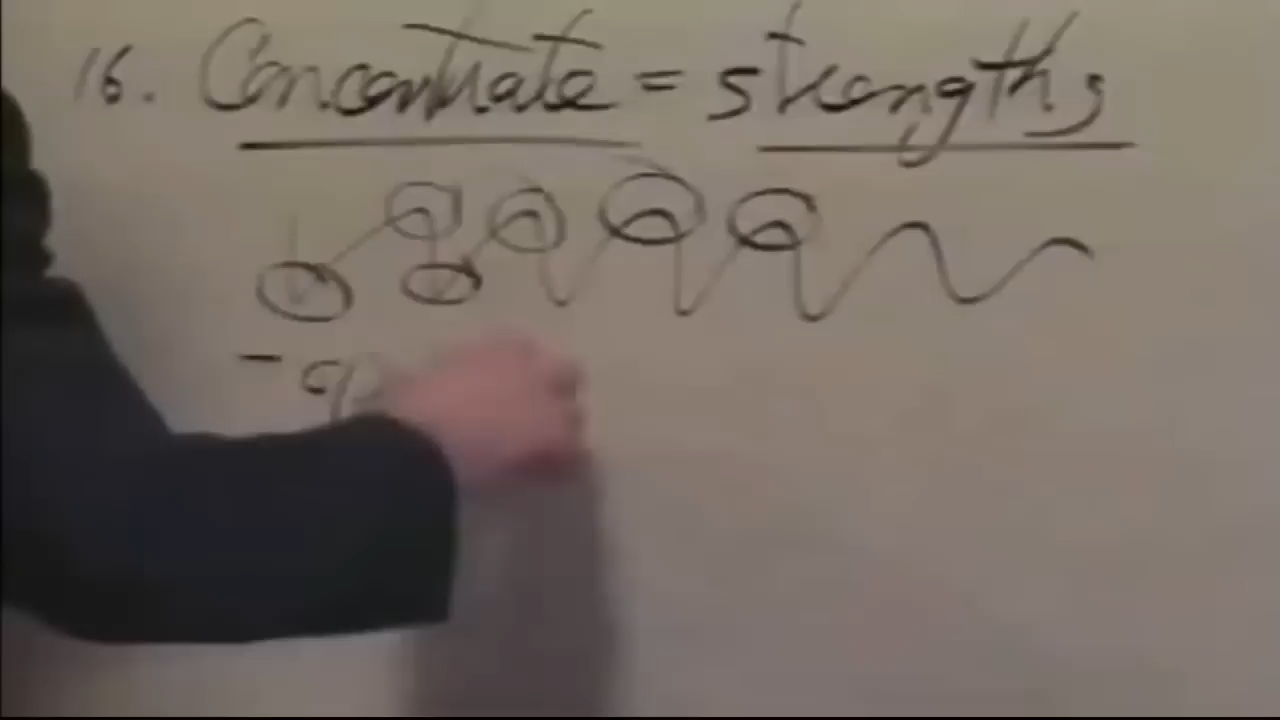 16. Concentrate = strengths